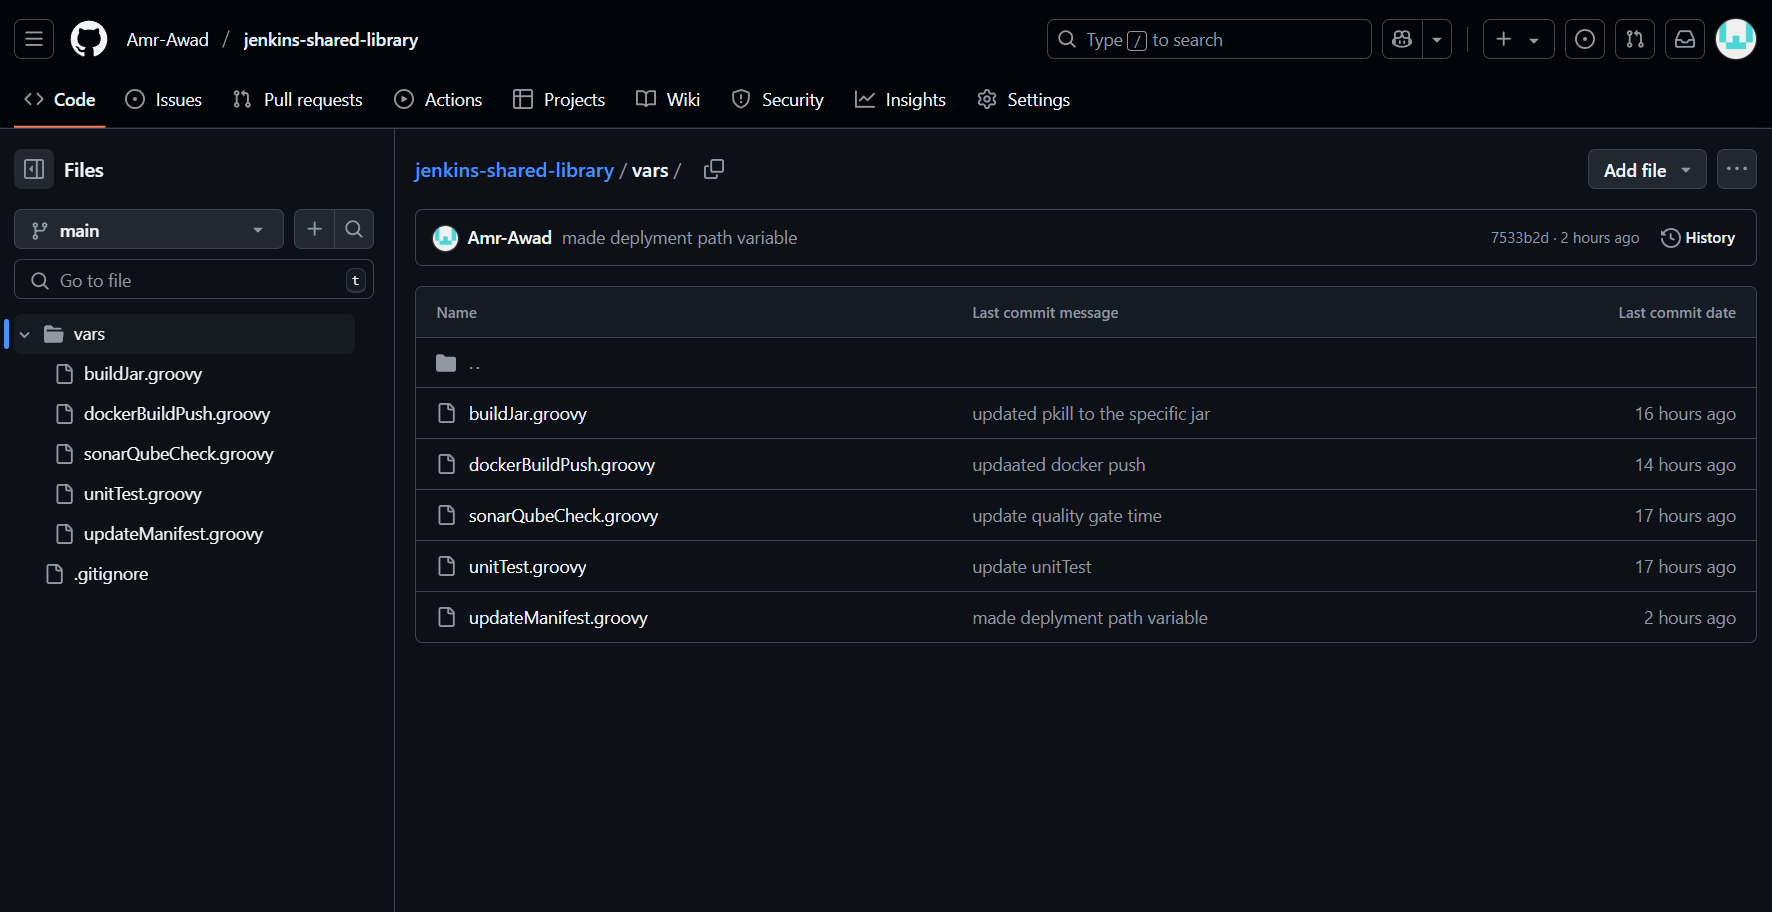 Amr-Awad / jenkins-shared-library
Type / to search
Code Issues Pull requests Actions Projects Wiki Security Insights Settings
Files
main
Go to file t
vars
buildJar.groovy
dockerBuildPush.groovy
sonarQubeCheck.groovy
unitTest.groovy
updateManifest.groovy
.gitignore
jenkins-shared-library / vars /
Add file
Amr-Awad made deplyment path variable 7533b2d · 2 hours ago History
Name Last commit message Last commit date
..
buildJar.groovy updated pkill to the specific jar 16 hours ago
dockerBuildPush.groovy updaated docker push 14 hours ago
sonarQubeCheck.groovy update quality gate time 17 hours ago
unitTest.groovy update unitTest 17 hours ago
updateManifest.groovy made deplyment path variable 2 hours ago